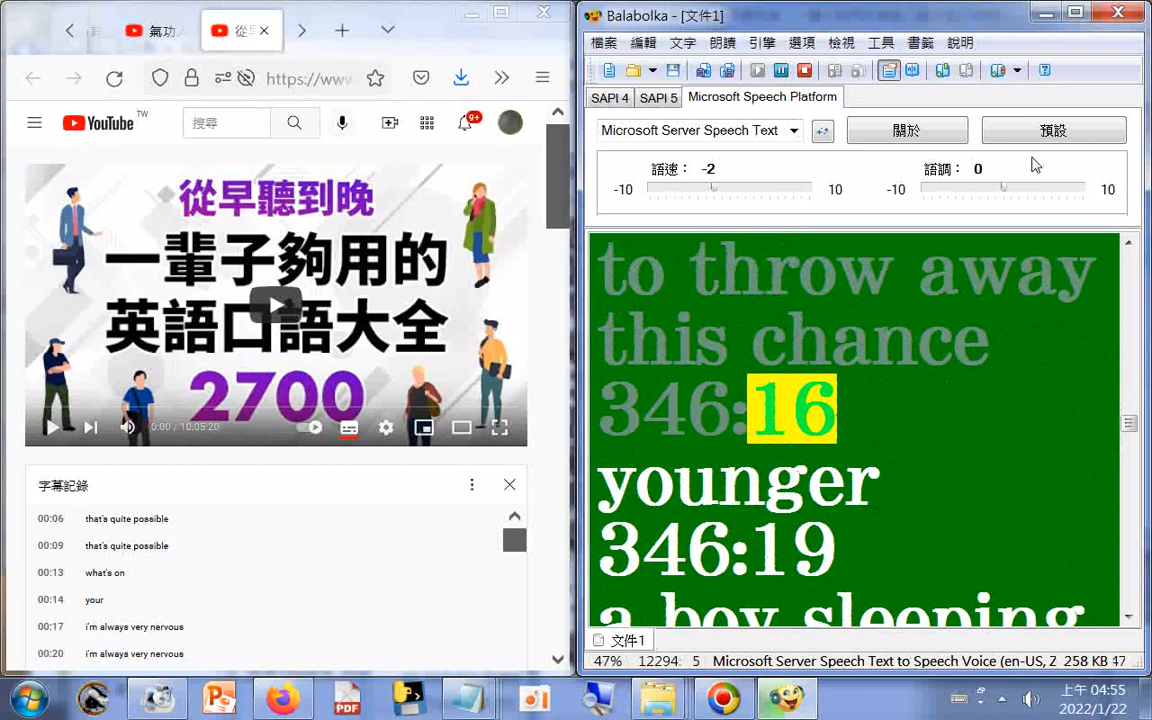 氣功
從
https://www
YouTube TW
搜尋
9+
從早聽到晚
一輩子夠用的
英語口語大全
2700
0:00 / 10:05:20
字幕記錄
00:06 that's quite possible
00:09 that's quite possible
00:13 what's on
00:14 your
00:17 i'm always very nervous
00:20 i'm always very nervous
Balabolka - [文件1]
檔案 編輯 文字 朗讀 引擎 選項 檢視 工具 書籤 說明
SAPI 4 SAPI 5 Microsoft Speech Platform
Microsoft Server Speech Text 關於 預設
語速： -2 語調： 0
-10 10 -10 10
to throw away
this chance
346:16
younger
346:19
a boy sleeping
文件1
47% 12294: 5 Microsoft Server Speech Text to Speech Voice (en-US, Z 258 KB 47
PDF
上午 04:55
2022/1/22